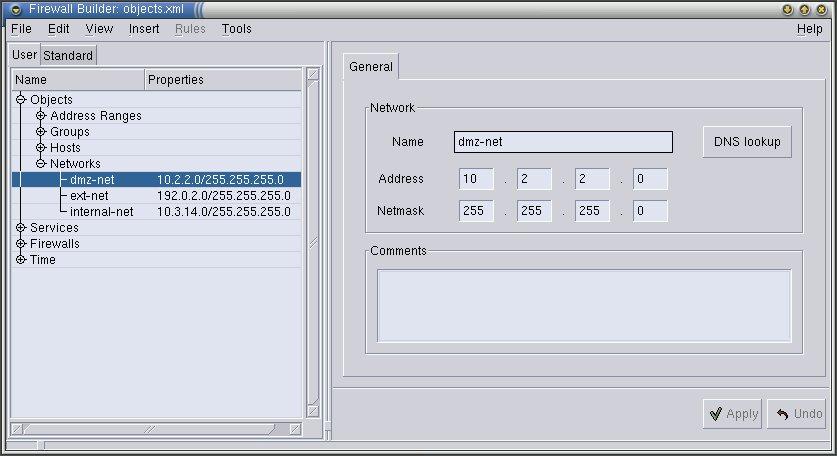 Firewall Builder: objects.xml
File Edit View Insert Rules Tools Help
User Standard
Name Properties
Objects
Address Ranges
Groups
Hosts
Networks
dmz-net 10.2.2.0/255.255.255.0
ext-net 192.0.2.0/255.255.255.0
internal-net 10.3.14.0/255.255.255.0
Services
Firewalls
Time
General
Network
Name dmz-net DNS lookup
Address 10 . 2 . 2 . 0
Netmask 255 . 255 . 255 . 0
Comments
Apply Undo